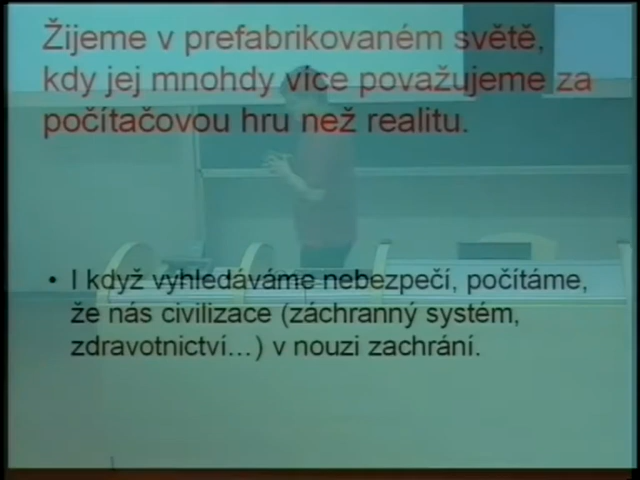 Žijeme v prefabrikovaném světě,
kdy jej mnohdy více považujeme za
počítačovou hru než realitu.
• I když vyhledáváme nebezpečí, počítáme,
že nás civilizace (záchranný systém,
zdravotnictví...) v nouzi zachrání.